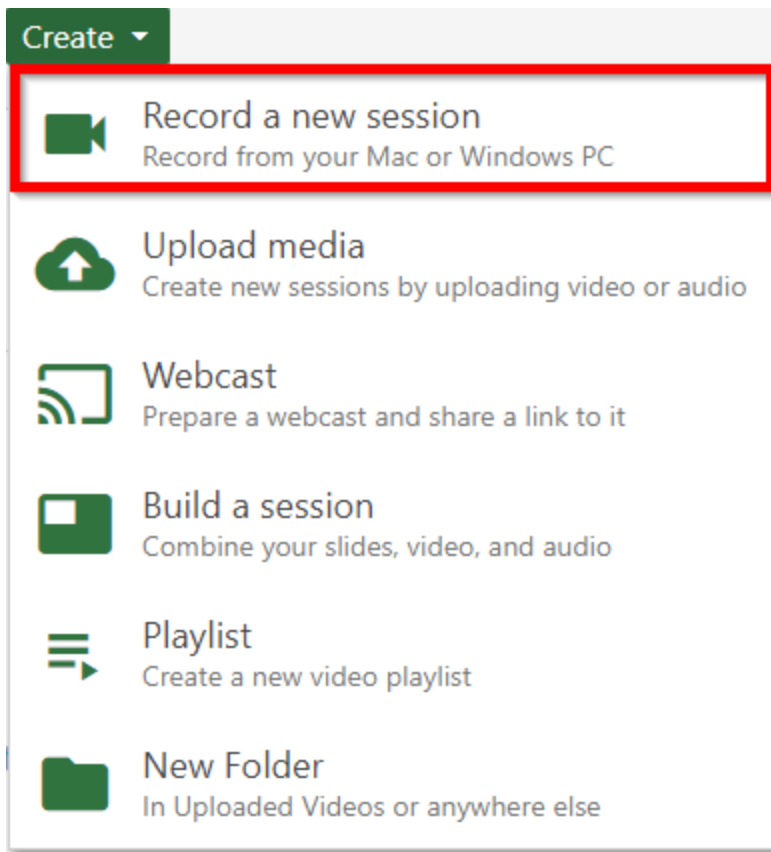 Create
Record a new session
Record from your Mac or Windows PC
Upload media
Create new sessions by uploading video or audio
Webcast
Prepare a webcast and share a link to it
Build a session
Combine your slides, video, and audio
Playlist
Create a new video playlist
New Folder
In Uploaded Videos or anywhere else